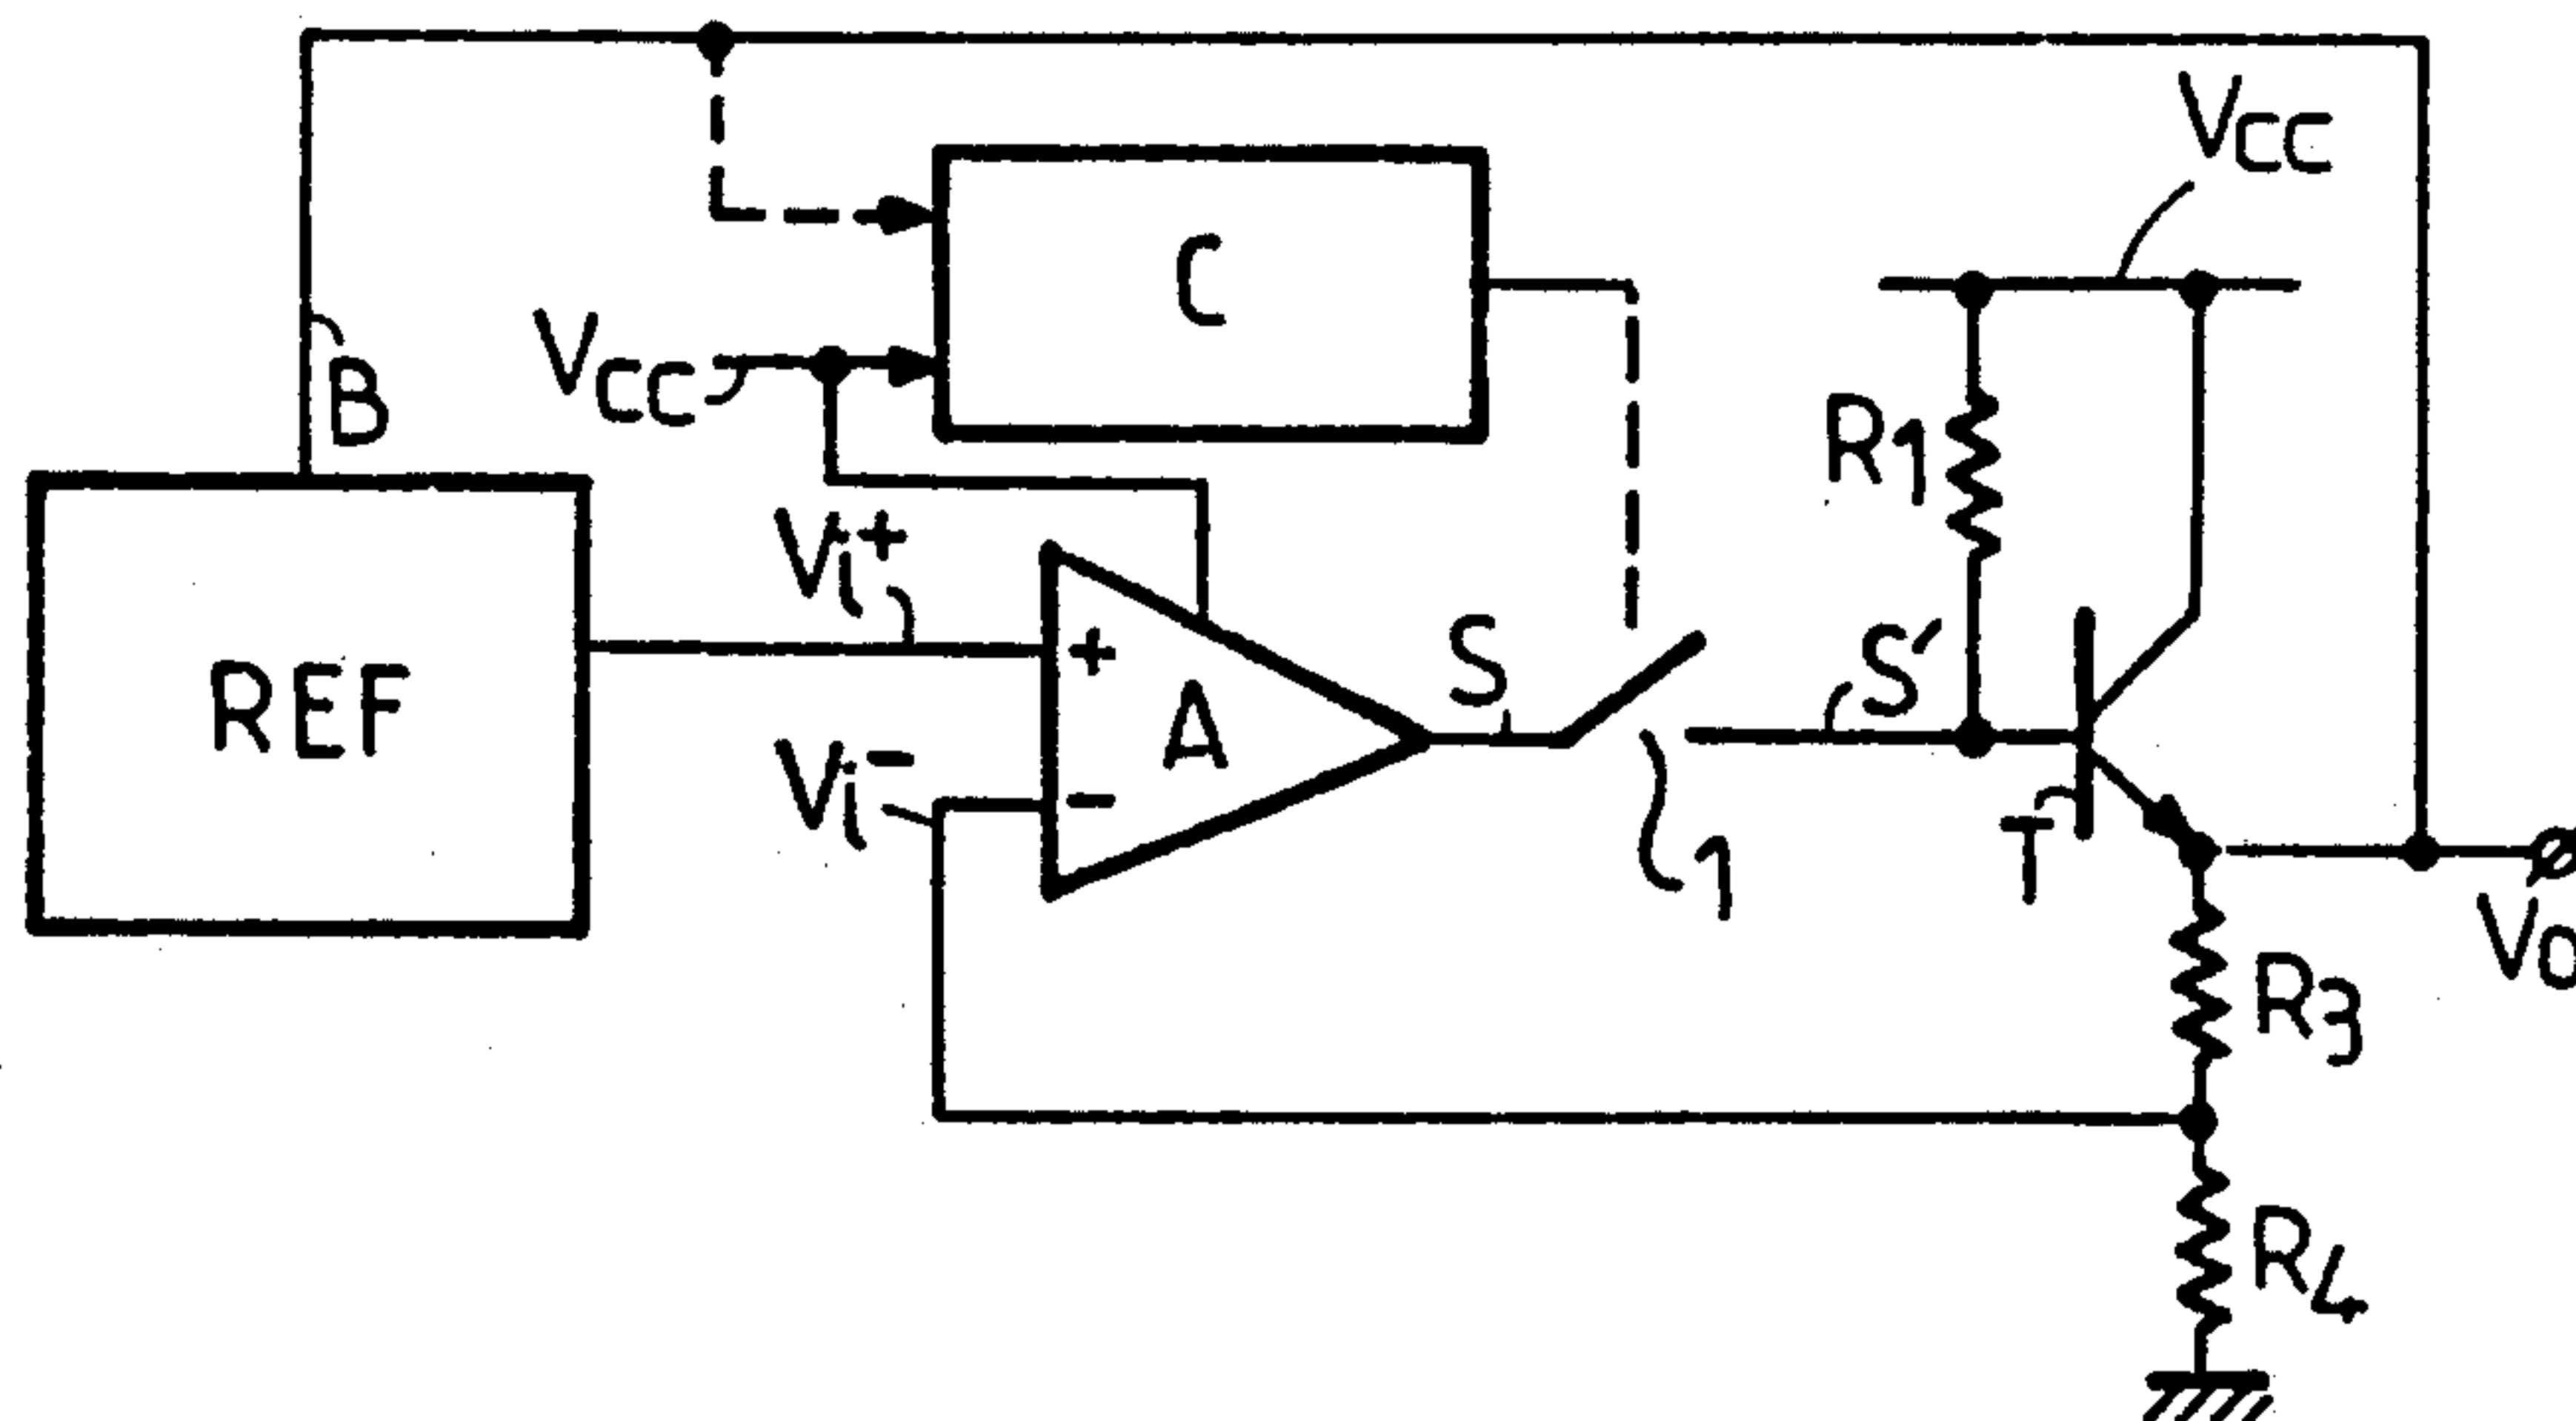 VCC
C
VCC
B
R1
Vi+
REF
+
A
S
S′
Vi-
-
1
T
VO
R3
R4